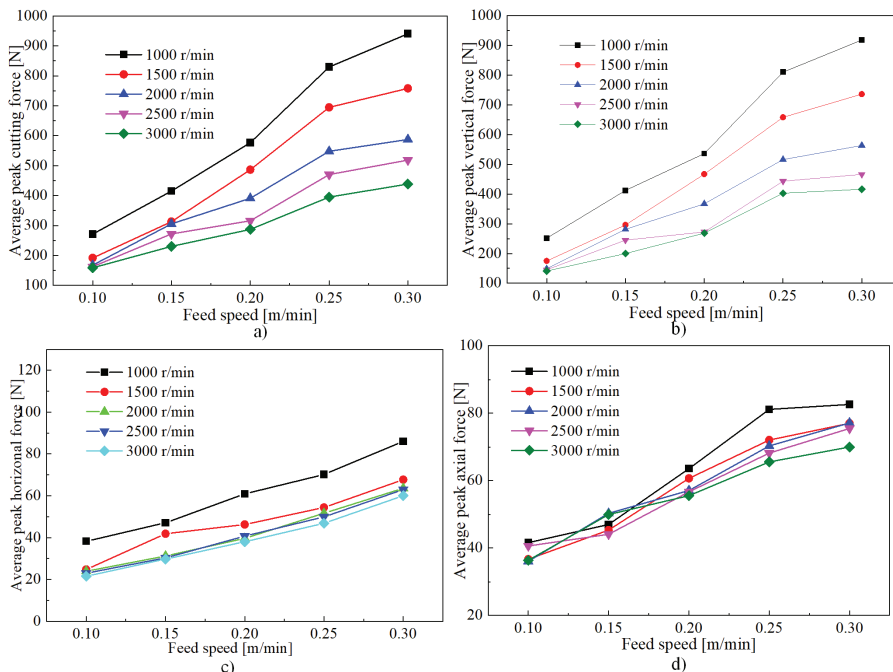 1000
900
800
700
600
500
400
300
200
100
Average peak cutting force [N]
1000 r/min
1500 r/min
2000 r/min
2500 r/min
3000 r/min
0.10 0.15 0.20 0.25 0.30
Feed speed [m/min]
a)
1000
900
800
700
600
500
400
300
200
100
Average peak vertical force [N]
1000 r/min
1500 r/min
2000 r/min
2500 r/min
3000 r/min
0.10 0.15 0.20 0.25 0.30
Feed speed [m/min]
b)
120
100
80
60
40
20
0
Average peak horizonal force [N]
1000 r/min
1500 r/min
2000 r/min
2500 r/min
3000 r/min
0.10 0.15 0.20 0.25 0.30
Feed speed [m/min]
c)
100
80
60
40
20
Average peak axial force [N]
1000 r/min
1500 r/min
2000 r/min
2500 r/min
3000 r/min
0.10 0.15 0.20 0.25 0.30
Feed speed [m/min]
d)